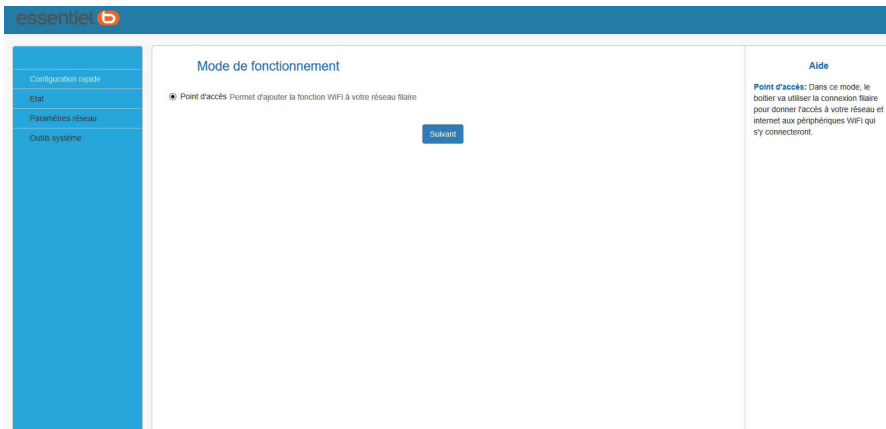 essentiel b
Configuration rapide
Etat
Paramètres réseau
Outils système
Mode de fonctionnement
Point d'accès Permet d'ajouter la fonction WiFi à votre réseau filaire
Suivant
Aide
Point d'accès: Dans ce mode, le
boitier va utiliser la connexion filaire
pour donner l'accès à votre réseau et
internet aux périphériques WiFi qui
s'y connecteront.